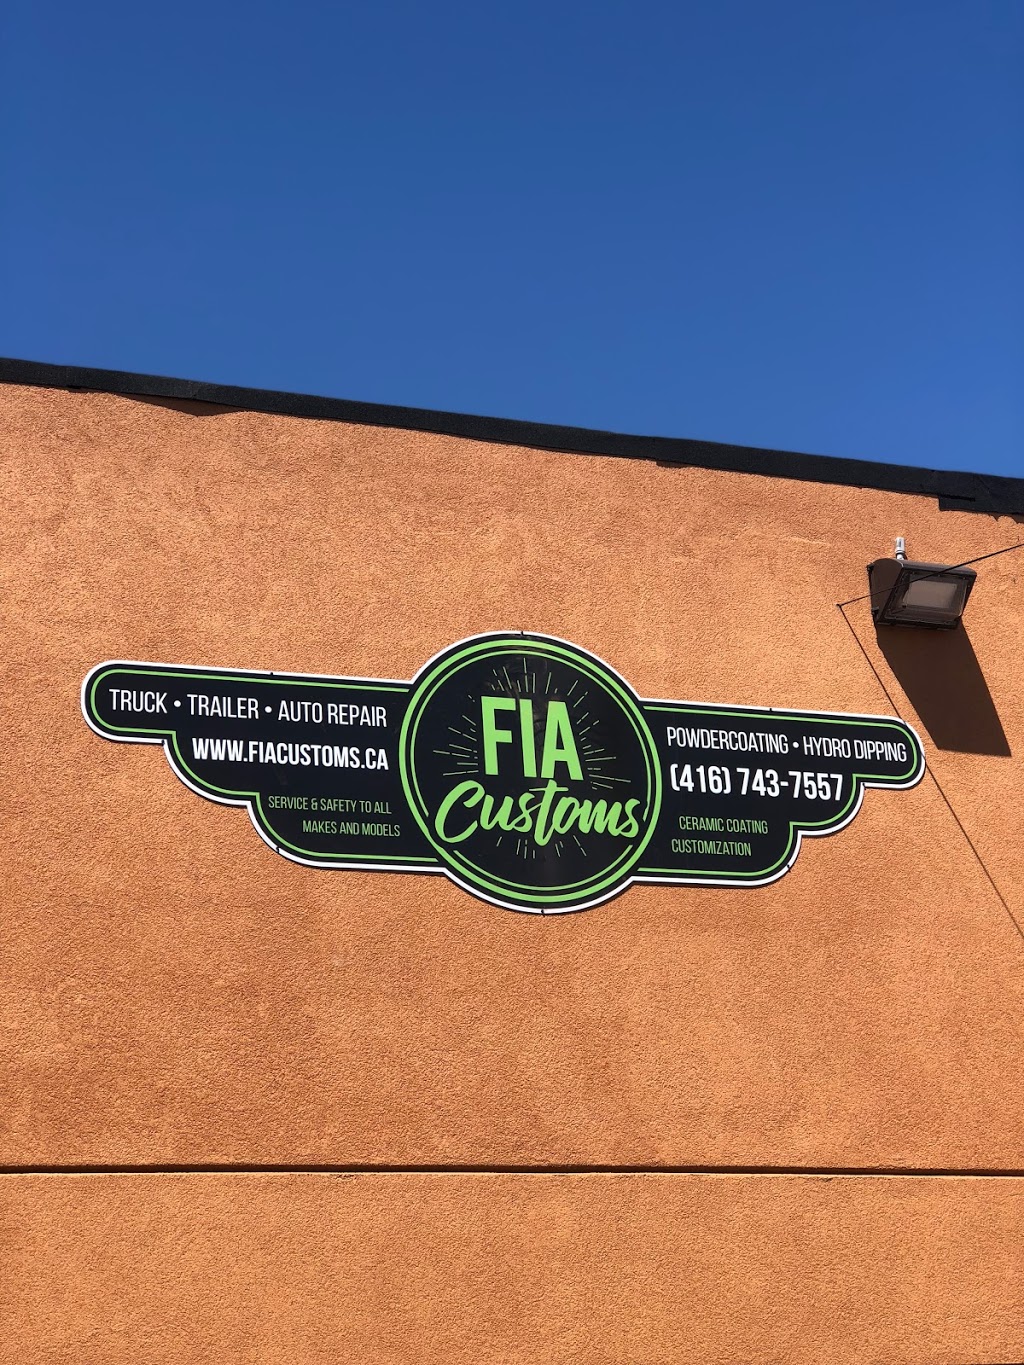 TRUCK • TRAILER • AUTO REPAIR
WWW.FIACUSTOMS.CA
SERVICE & SAFETY TO ALL
MAKES AND MODELS
FIA
Customs
POWDERCOATING • HYDRO DIPPING
(416) 743-7557
CERAMIC COATING
CUSTOMIZATION